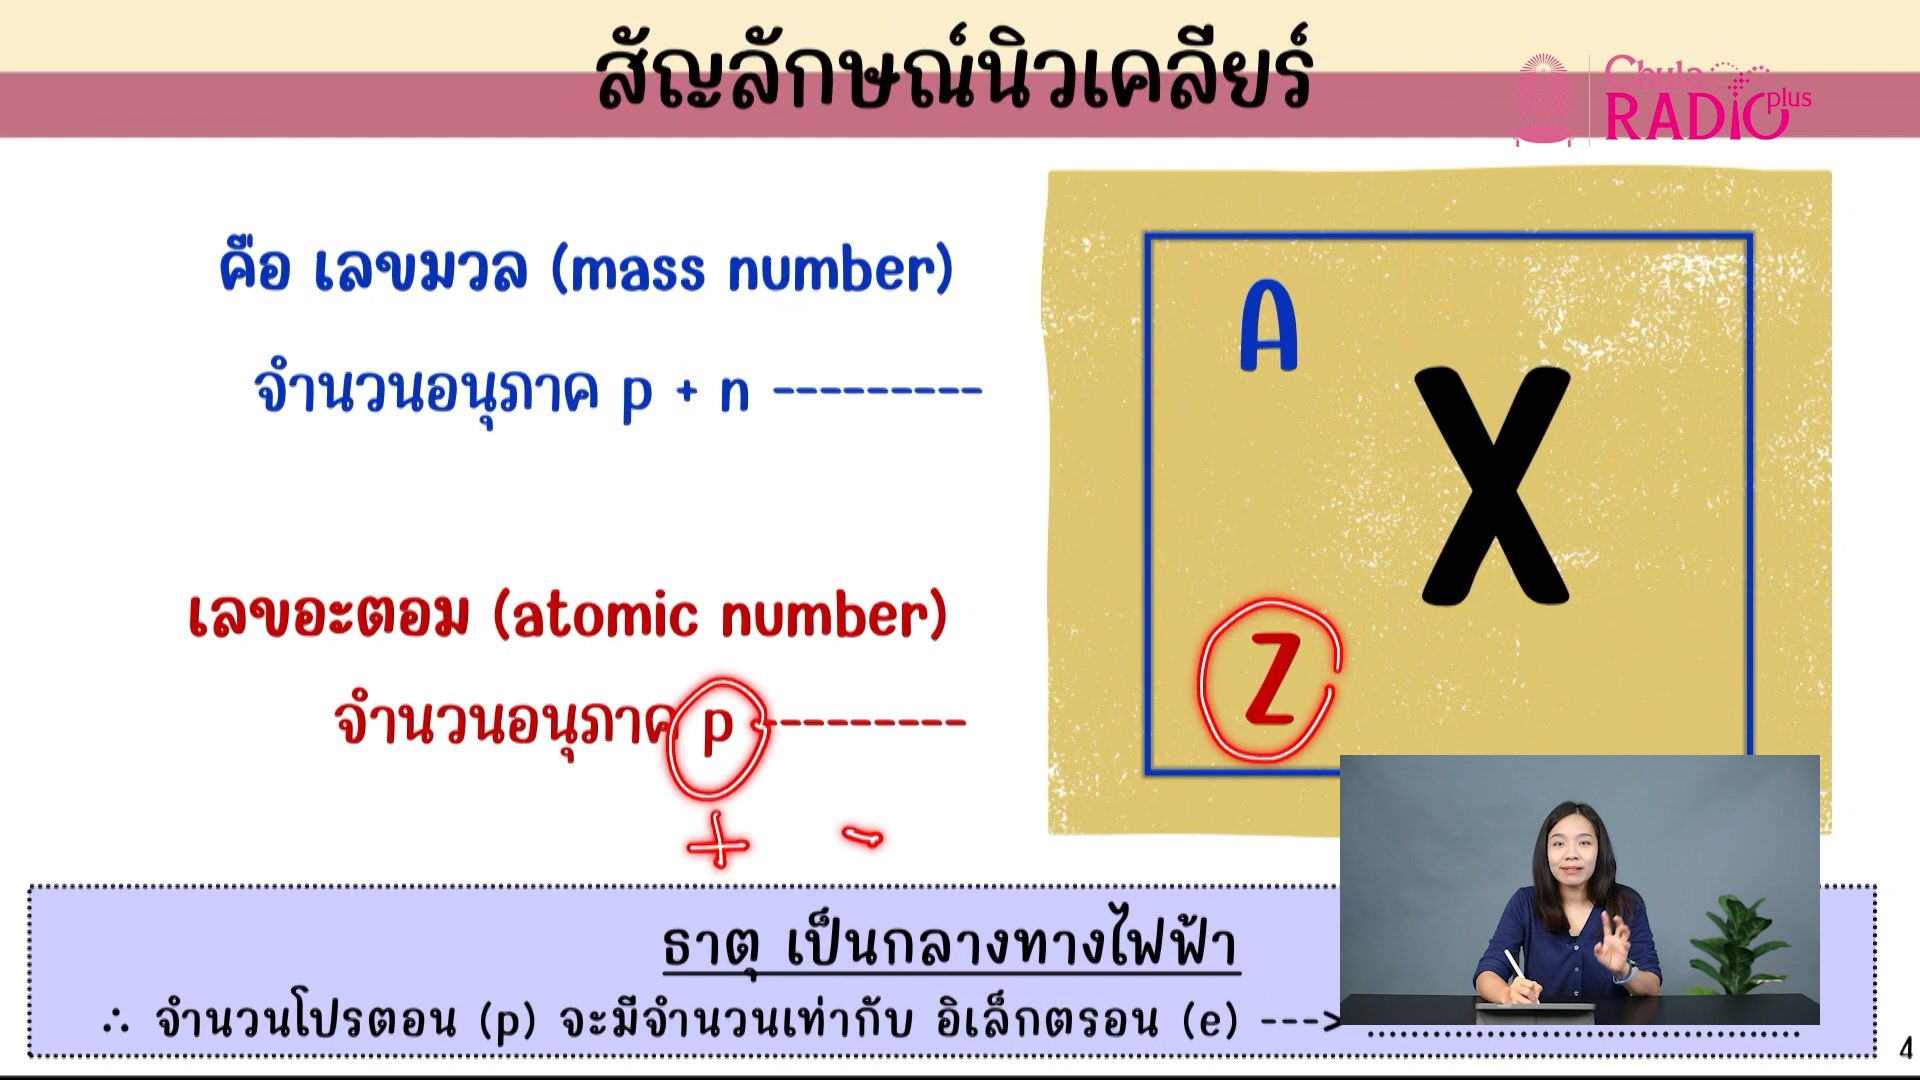 สัญลักษณ์นิวเคลียร์
Chula
RADIO plus
คือ เลขมวล (mass number)
จำนวนอนุภาค p + n ---------
A
X
เลขอะตอม (atomic number)
Z
จำนวนอนุภาค p ---------
+ -
ธาตุ เป็นกลางทางไฟฟ้า
∴ จำนวนโปรตอน (p) จะมีจำนวนเท่ากับ อิเล็กตรอน (e) --->
4